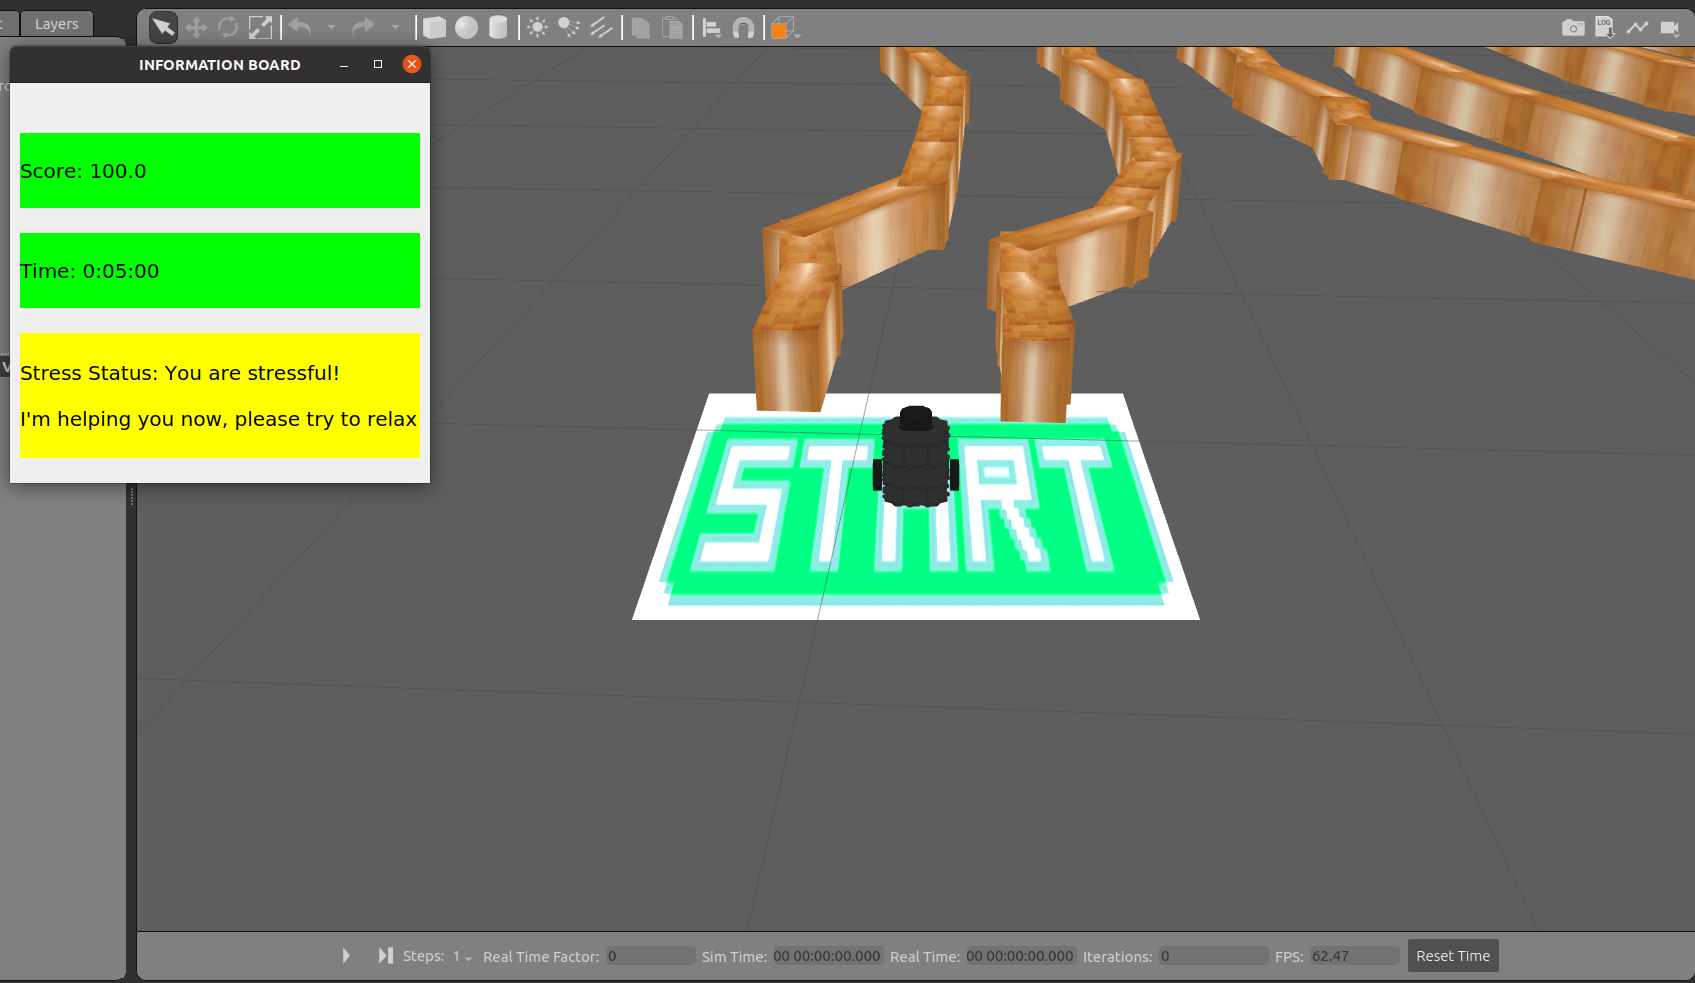 Layers
INFORMATION BOARD
Score: 100.0
Time: 0:05:00
Stress Status: You are stressful!
I'm helping you now, please try to relax
LOG
START
Steps: 1 Real Time Factor: 0 Sim Time: 00 00:00:00.000 Real Time: 00 00:00:00.000 Iterations: 0 FPS: 62.47 Reset Time